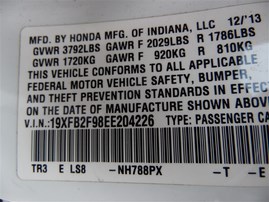 MFD. BY HONDA MFG. OF INDIANA, LLC 12/'13
GVWR 3792LBS GAWR F 2029LBS R 1786LBS
GVWR 1720KG GAWR F 920KG R 810KG
THIS VEHICLE CONFORMS TO ALL APPLICABLE
FEDERAL MOTOR VEHICLE SAFETY, BUMPER,
THEFT PREVENTION STANDARDS IN EFFECT
ON THE DATE OF MANUFACTURE SHOWN
V.I.N.: 19XFB2F98EE204226 TYPE: PASSENGER CA
TR3 E LS8 -NH788PX -T -E